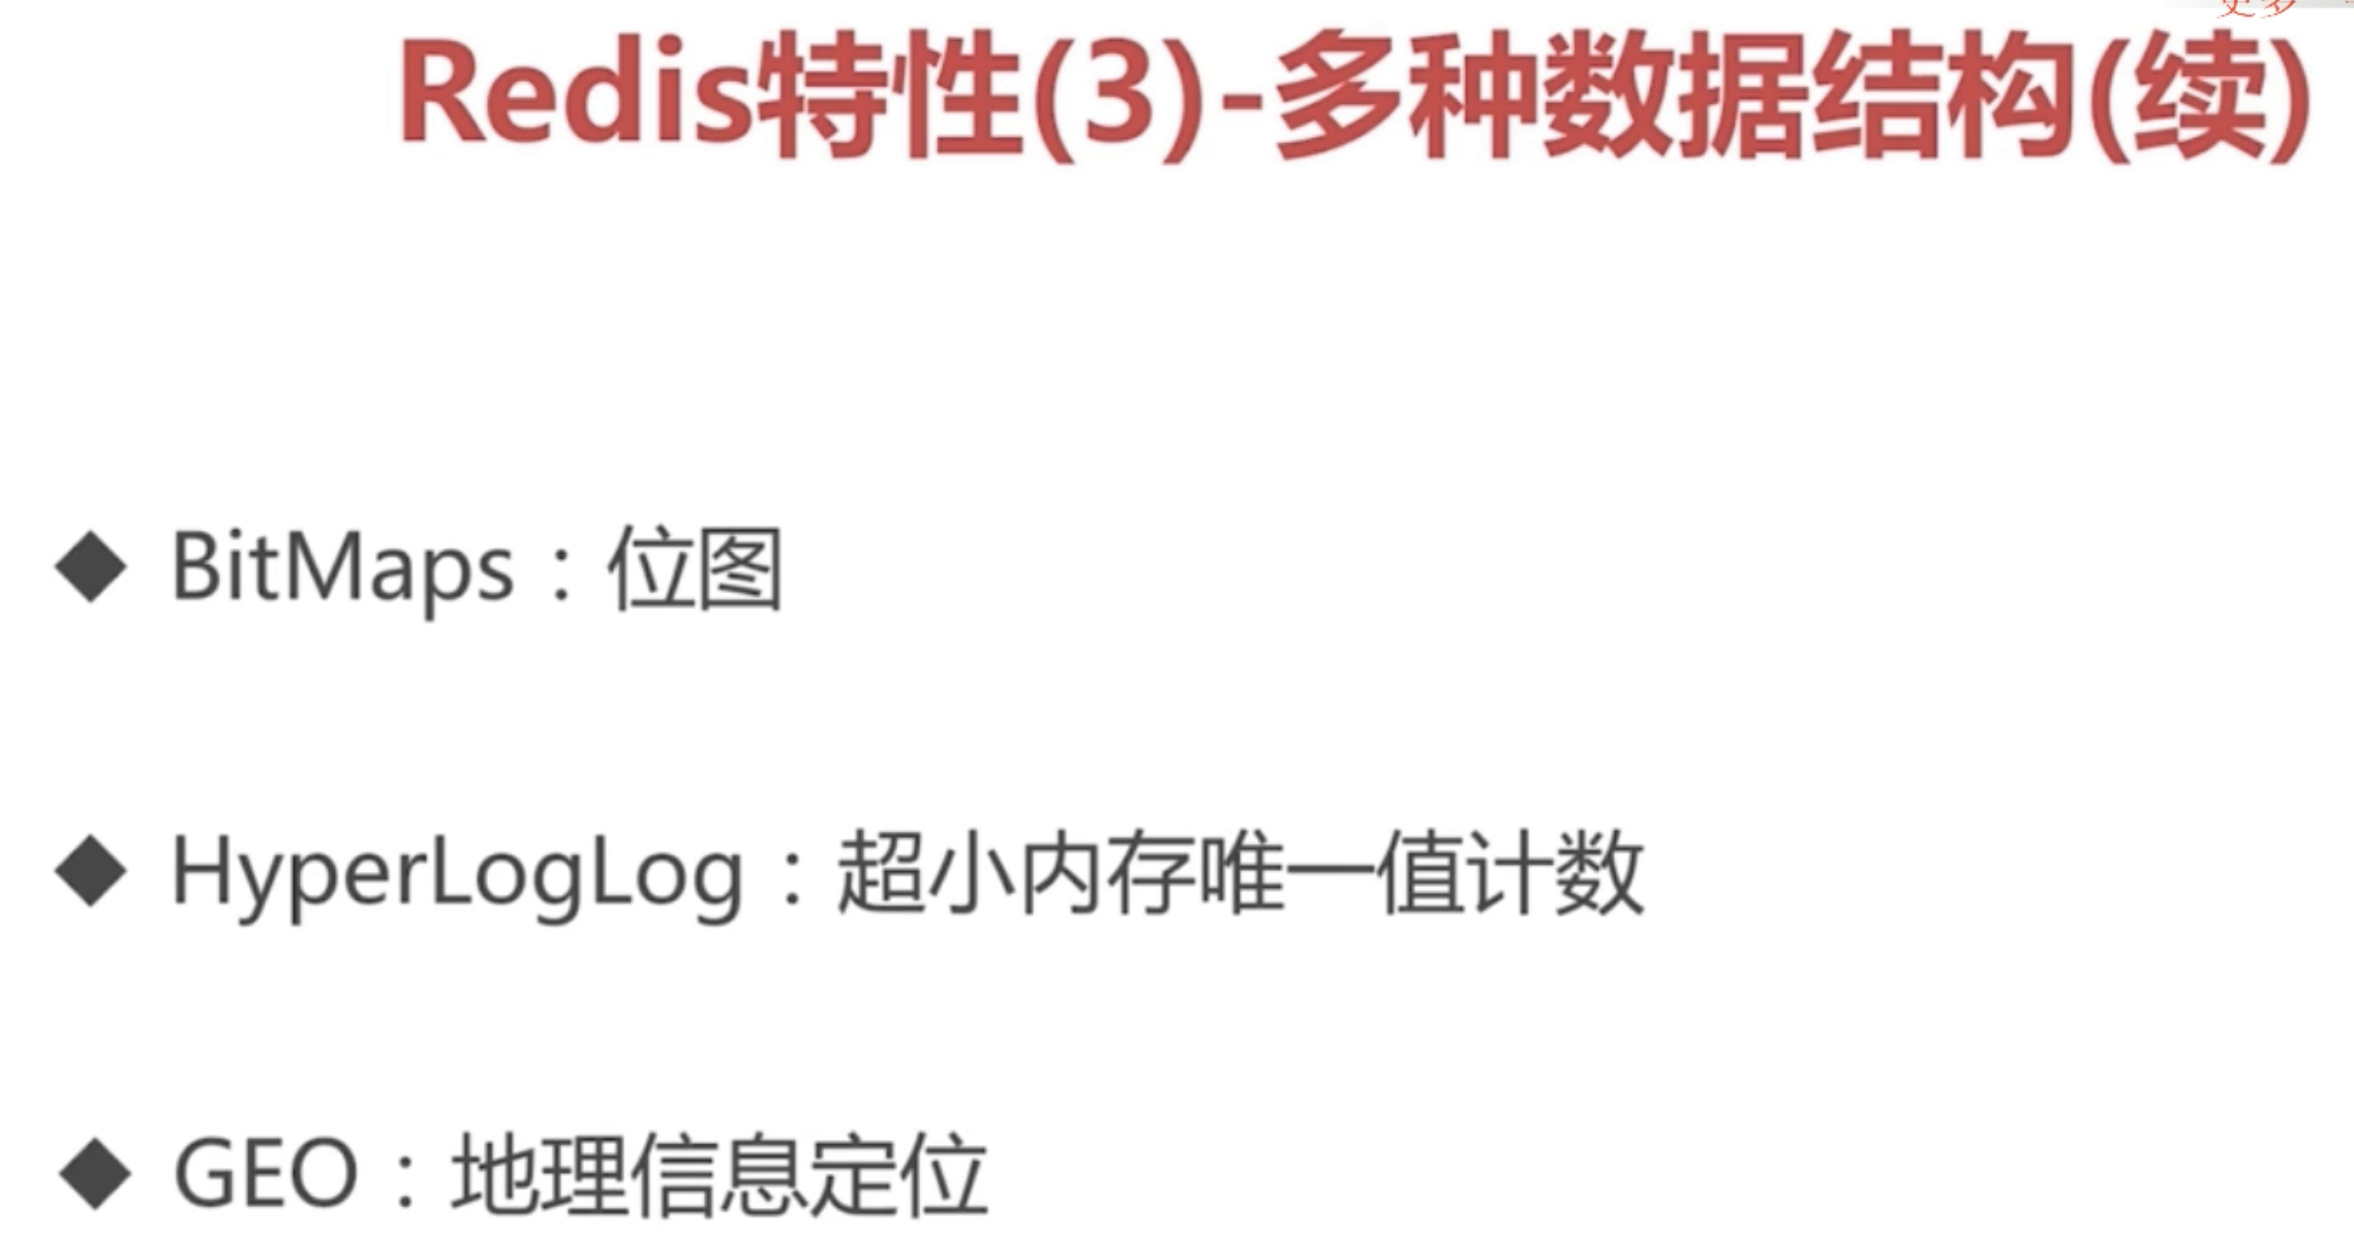 Redis特性(3)-多种数据结构(续)
◆ BitMaps：位图
◆ HyperLogLog：超小内存唯一值计数
◆ GEO：地理信息定位